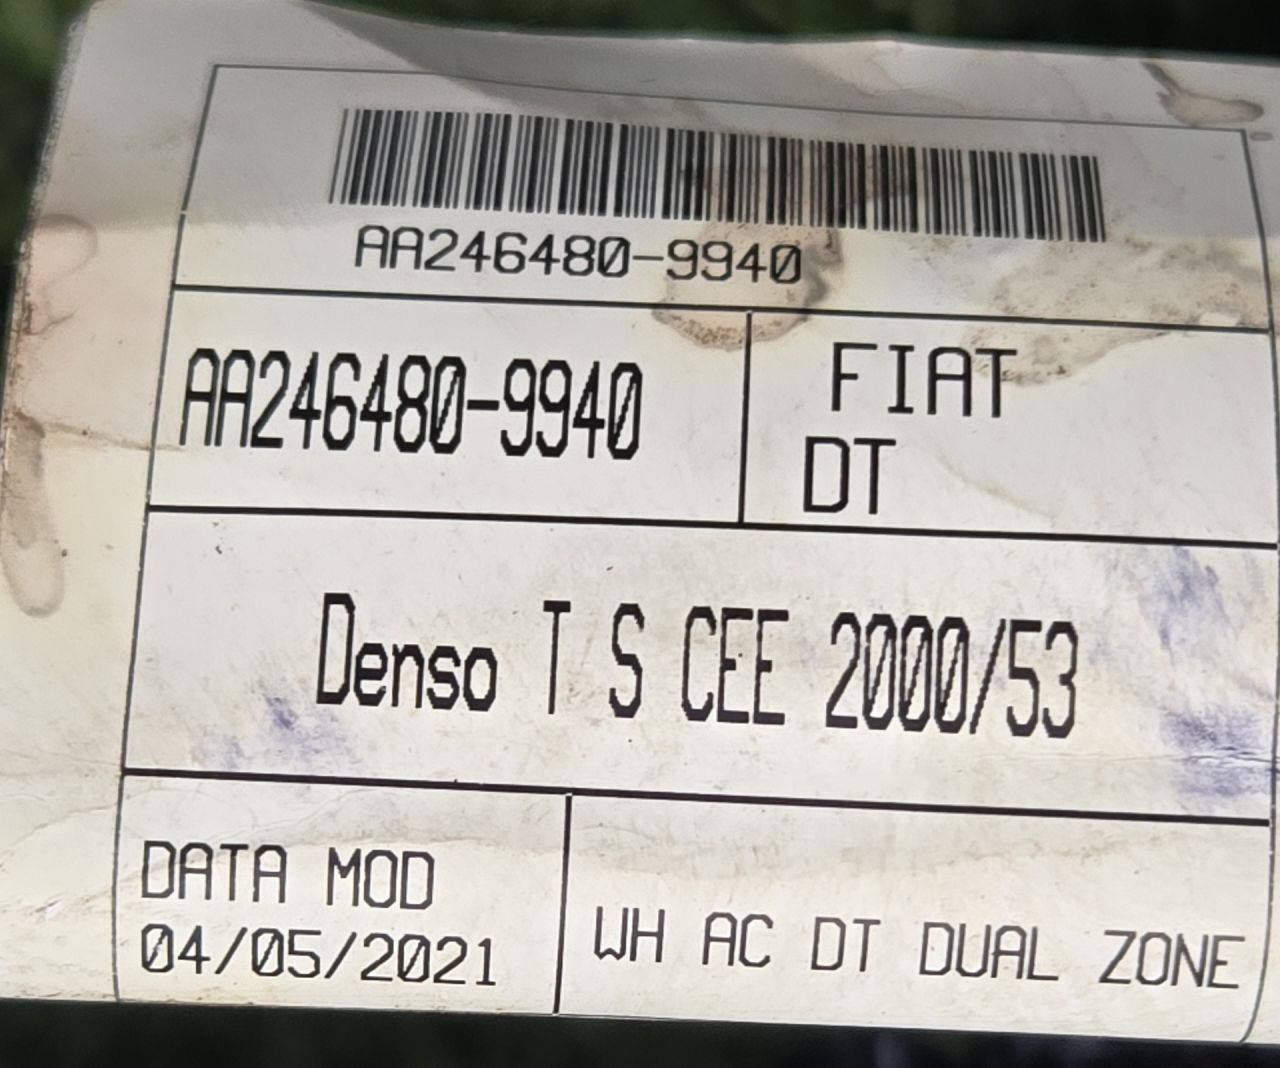 AA246480-9940
AA246480-9940
FIAT
DT
Denso T S CEE 2000/53
DATA MOD
04/05/2021
WH AC DT DUAL ZONE